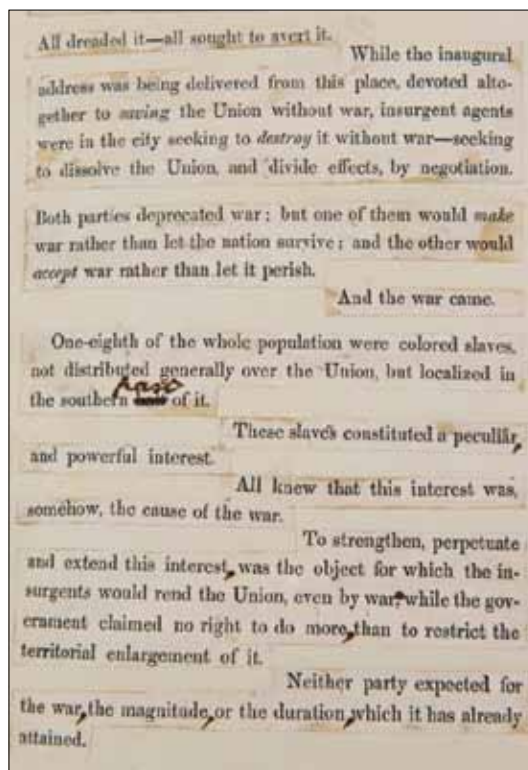 All dreaded it—all sought to avert it.
While the inaugural
address was being delivered from this place, devoted alto-
gether to saving the Union without war, insurgent agents
were in the city seeking to destroy it without war—seeking
to dissolve the Union, and divide effects, by negotiation.
Both parties deprecated war; but one of them would make
war rather than let the nation survive; and the other would
accept war rather than let it perish.
And the war came.
One-eighth of the whole population were colored slaves,
not distributed generally over the Union, but localized in
part
the southern half of it.
These slaves constituted a peculiar,
and powerful interest.
All knew that this interest was,
somehow, the cause of the war.
To strengthen, perpetuate
and extend this interest, was the object for which the in-
surgents would rend the Union, even by war; while the gov-
ernment claimed no right to do more, than to restrict the
territorial enlargement of it.
Neither party expected for
the war, the magnitude, or the duration, which it has already
attained.